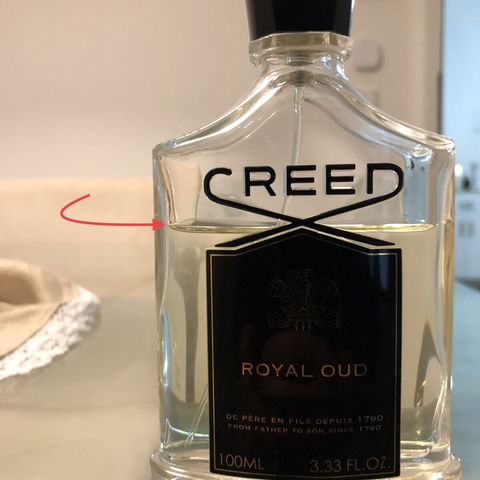 CREED
ROYAL OUD
DE PÈRE EN FILS DEPUIS 1760
FROM FATHER TO SON SINCE 1760
100ML 3.33 FL.OZ.